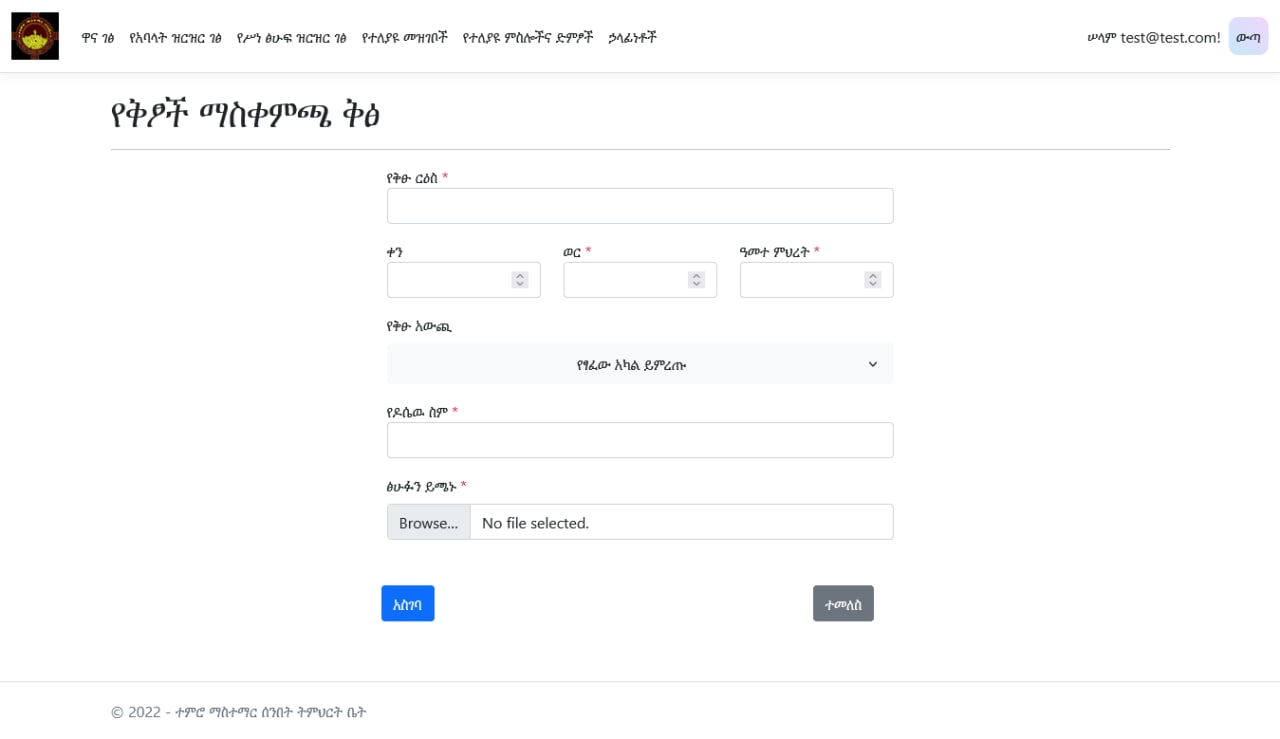 ዋና ገፅ የአባላት ዝርዝር ገፅ የሥነ ፅሁፍ ዝርዝር ገፅ የተለያዩ መዝገቦች የተለያዩ ምስሎችና ድምፆች ኃላፊነቶች ሠላም test@test.com! ውጣ
የቅፆች ማስቀምጫ ቅፅ
የቅፁ ርዕስ *
ቀን ወር * ዓመተ ምህረት *
የቅፁ አውጪ
የፃፈው አካል ይምረጡ
የዶሴዉ ስም *
ፅሁፉን ይጫኑ *
Browse... No file selected.
አስገባ ተመለስ
© 2022 - ተምሮ ማስተማር ሰንበት ትምህርት ቤት